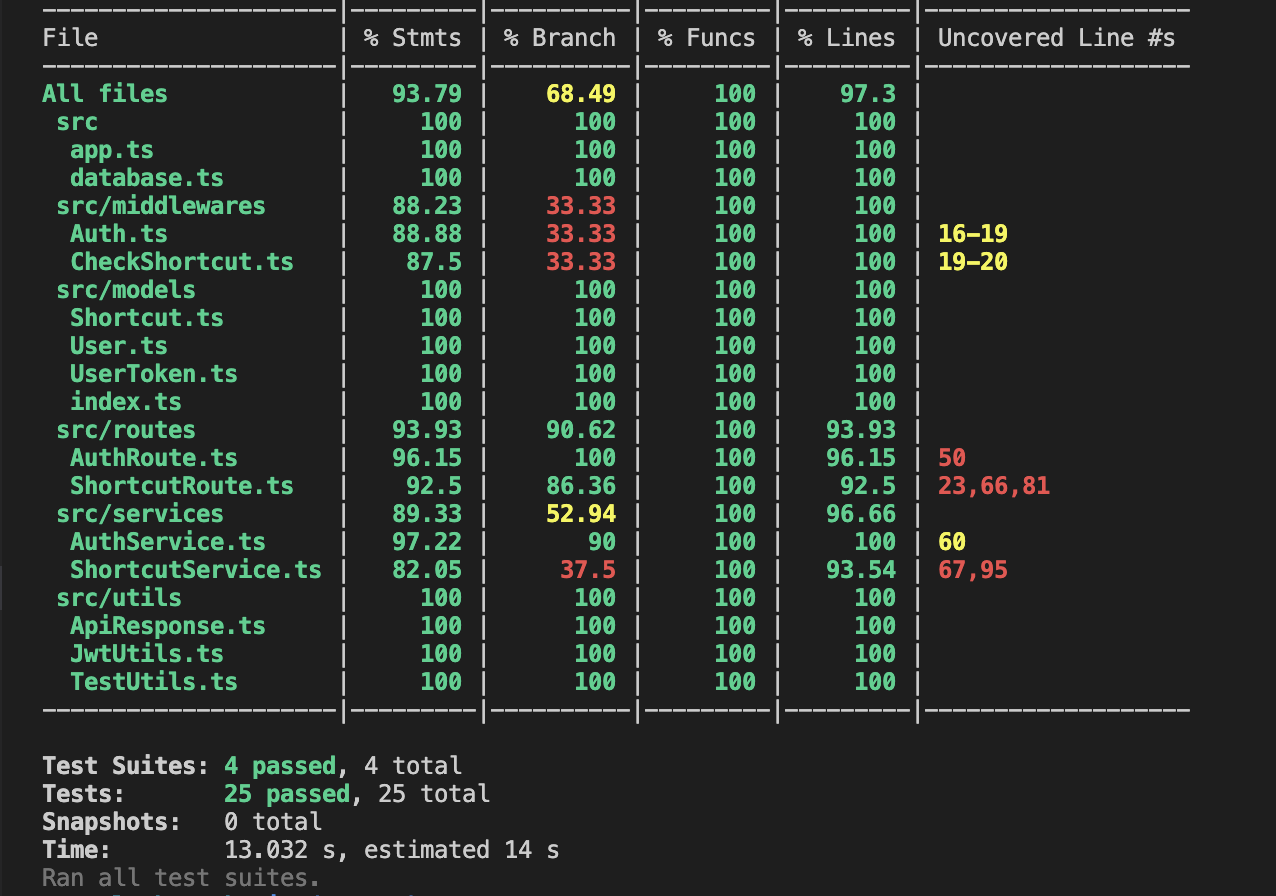 File | % Stmts | % Branch | % Funcs | % Lines | Uncovered Line #s
All files | 93.79 | 68.49 | 100 | 97.3 |
src | 100 | 100 | 100 | 100 |
app.ts | 100 | 100 | 100 | 100 |
database.ts | 100 | 100 | 100 | 100 |
src/middlewares | 88.23 | 33.33 | 100 | 100 |
Auth.ts | 88.88 | 33.33 | 100 | 100 | 16-19
CheckShortcut.ts | 87.5 | 33.33 | 100 | 100 | 19-20
src/models | 100 | 100 | 100 | 100 |
Shortcut.ts | 100 | 100 | 100 | 100 |
User.ts | 100 | 100 | 100 | 100 |
UserToken.ts | 100 | 100 | 100 | 100 |
index.ts | 100 | 100 | 100 | 100 |
src/routes | 93.93 | 90.62 | 100 | 93.93 |
AuthRoute.ts | 96.15 | 100 | 100 | 96.15 | 50
ShortcutRoute.ts | 92.5 | 86.36 | 100 | 92.5 | 23,66,81
src/services | 89.33 | 52.94 | 100 | 96.66 |
AuthService.ts | 97.22 | 90 | 100 | 100 | 60
ShortcutService.ts | 82.05 | 37.5 | 100 | 93.54 | 67,95
src/utils | 100 | 100 | 100 | 100 |
ApiResponse.ts | 100 | 100 | 100 | 100 |
JwtUtils.ts | 100 | 100 | 100 | 100 |
TestUtils.ts | 100 | 100 | 100 | 100 |
Test Suites: 4 passed, 4 total
Tests: 25 passed, 25 total
Snapshots: 0 total
Time: 13.032 s, estimated 14 s
Ran all test suites.